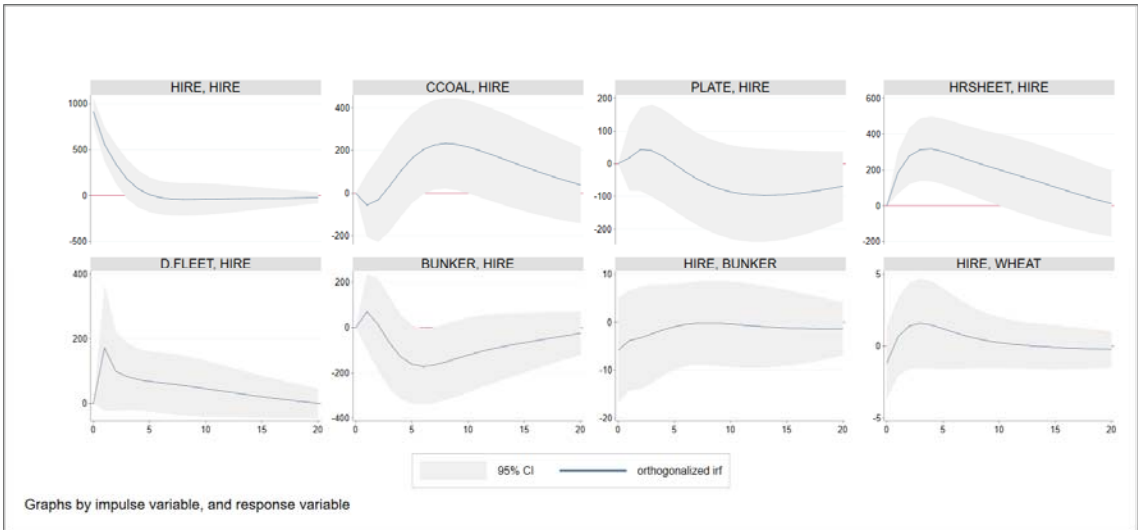 HIRE, HIRE CCOAL, HIRE PLATE, HIRE HRSHEET, HIRE
1000 500 0 -500
400 200 0 -200
200 100 0 -100 -200
600 400 200 0 -200
D.FLEET, HIRE BUNKER, HIRE HIRE, BUNKER HIRE, WHEAT
400 200 0
200 0 -200 -400
10 0 -10 -20
5 0 -5
0 5 10 15 20 0 5 10 15 20 0 5 10 15 20 0 5 10 15 20
95% CI orthogonalized irf
Graphs by impulse variable, and response variable